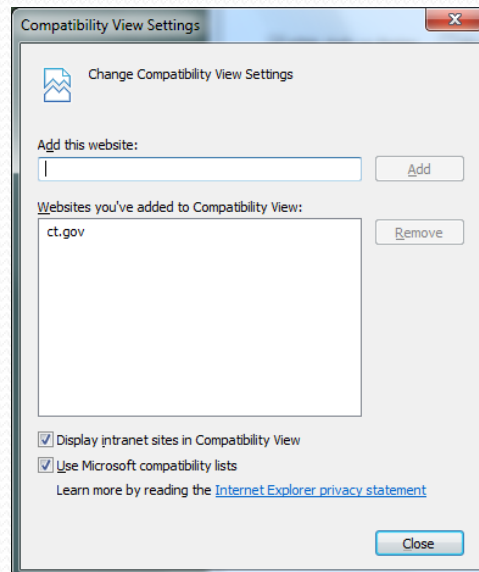 Compatibility View Settings
Change Compatibility View Settings
Add this website:
Add
Websites you've added to Compatibility View:
ct.gov
Remove
Display intranet sites in Compatibility View
Use Microsoft compatibility lists
Learn more by reading the Internet Explorer privacy statement
Close